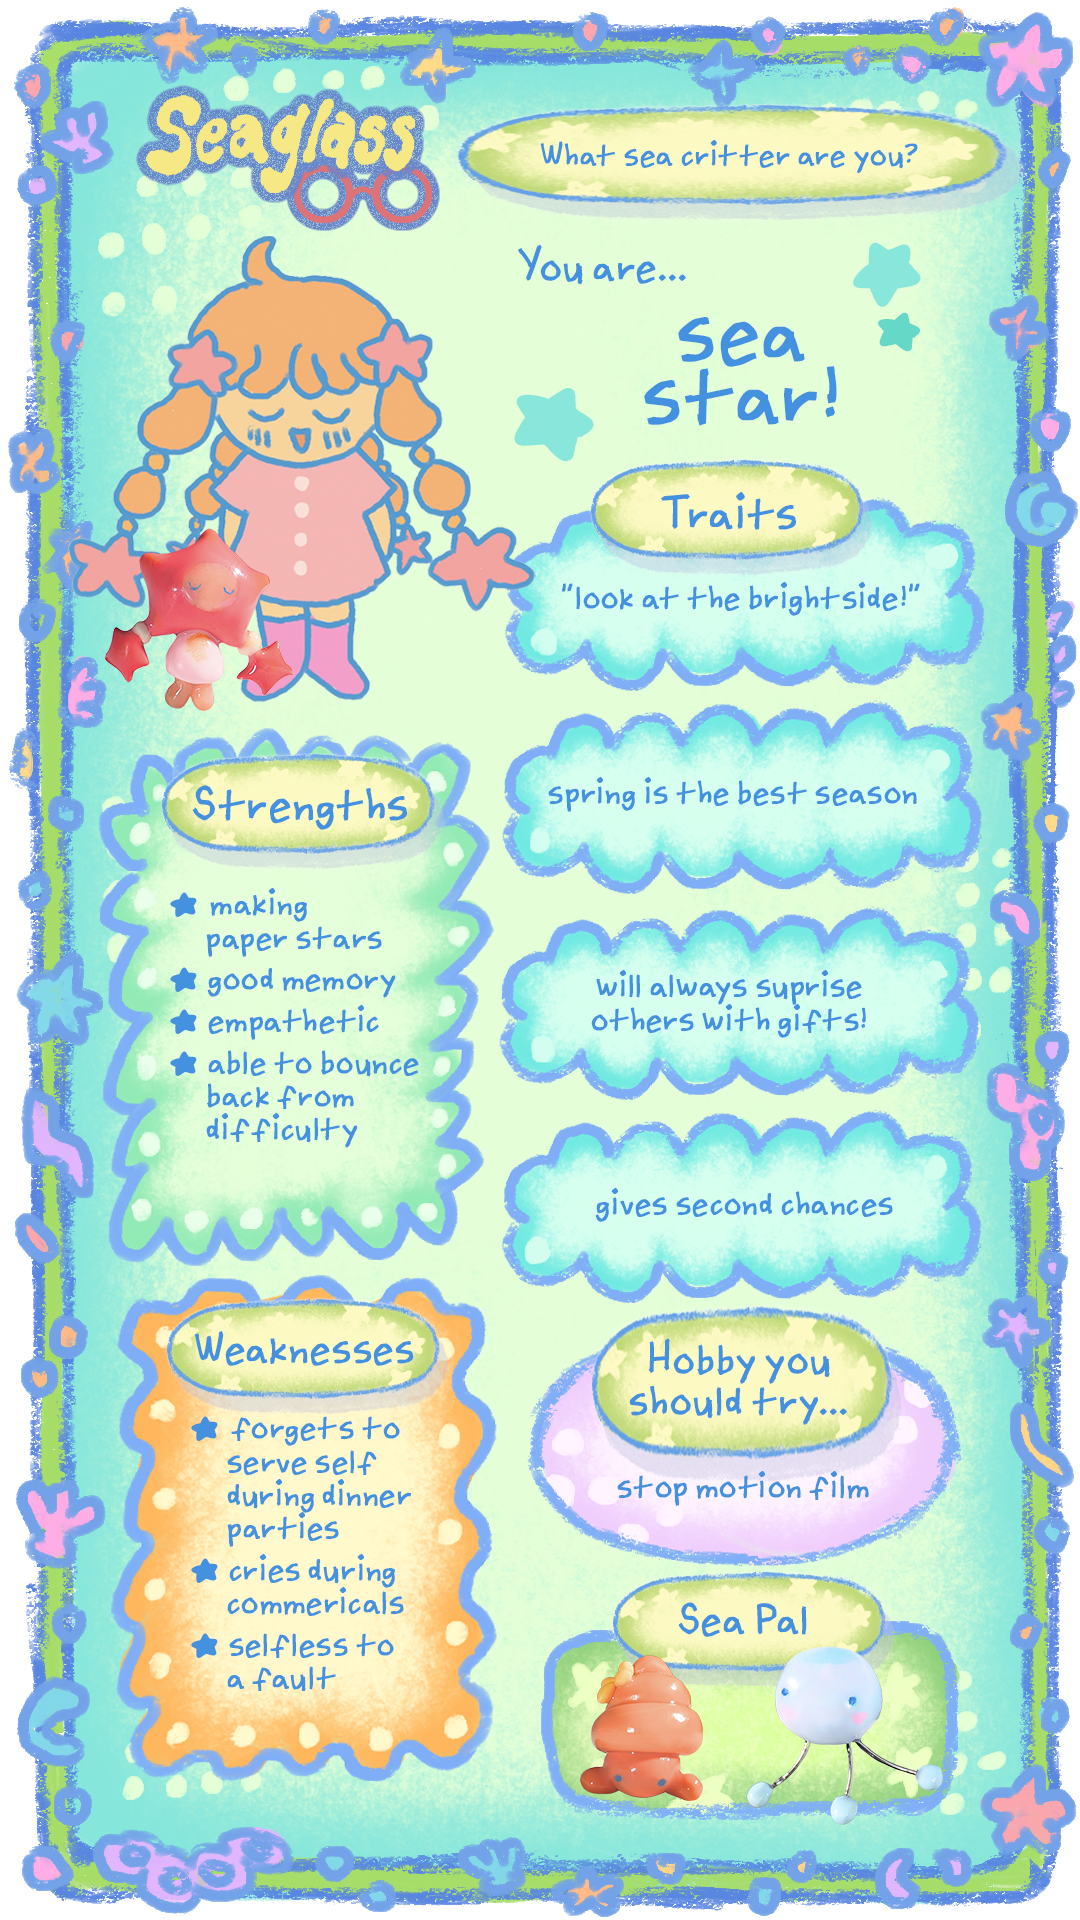 Seaglass
What sea critter are you?
You are...
sea
star!
Traits
"look at the brightside!"
spring is the best season
will always suprise
others with gifts!
gives second chances
Strengths
making
paper stars
good memory
empathetic
able to bounce
back from
difficulty
Weaknesses
forgets to
serve self
during dinner
parties
cries during
commericals
selfless to
a fault
Hobby you
should try...
stop motion film
Sea Pal